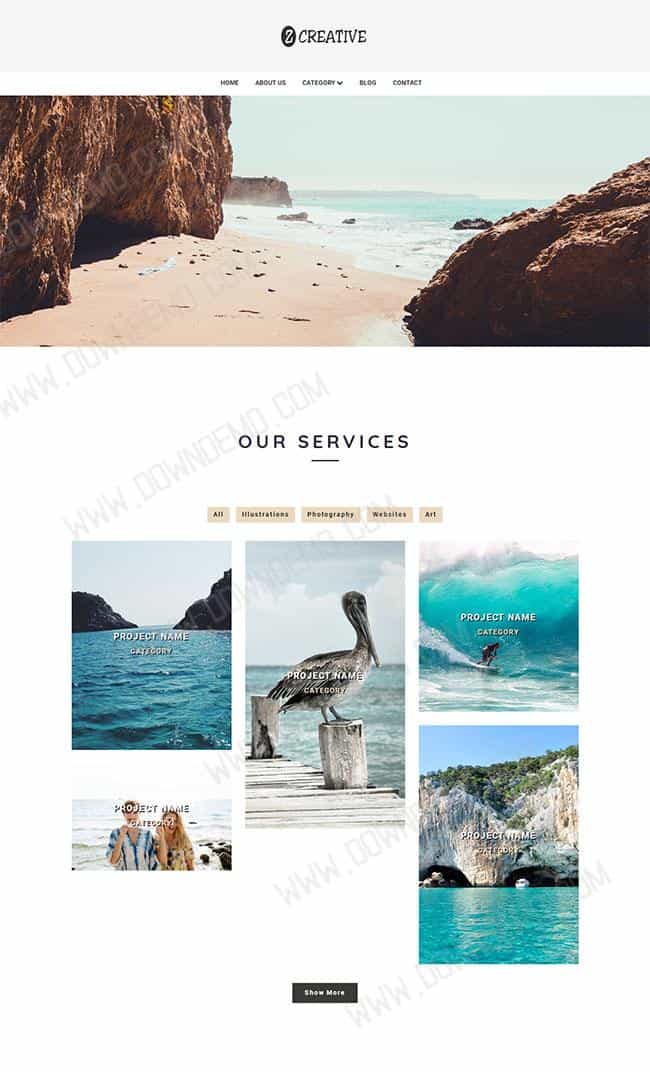 Z CREATIVE
HOME ABOUT US CATEGORY BLOG CONTACT
WWW.DOWNDEMO.COM
OUR SERVICES
All Illustrations Photography Websites Art
PROJECT NAME
CATEGORY
PROJECT NAME
CATEGORY
PROJECT NAME
CATEGORY
PROJECT NAME
CATEGORY
PROJECT NAME
CATEGORY
Show More